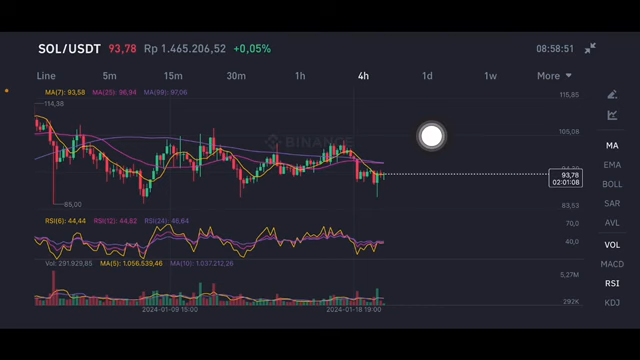 SOL/USDT 93,78 Rp 1.465.206,52 +0,05% 08:58:51
Line 5m 15m 30m 1h 4h 1d 1w More
MA(7): 93,58 MA(25): 96,94 MA(99): 97,06
115,85
114,38
105,08
BINANCE
MA
EMA
BOLL
SAR
AVL
93,78
02:01:08
88,00
83,53
RSI(6): 44,44 RSI(12): 44,82 RSI(24): 46,64
70,0
40,0
VOL
MACD
RSI
KDJ
Vol: 291.929,85 MA(5): 1.056.539,46 MA(10): 1.037.212,26
5,27M
292K
2024-01-09 15:00 2024-01-18 19:00